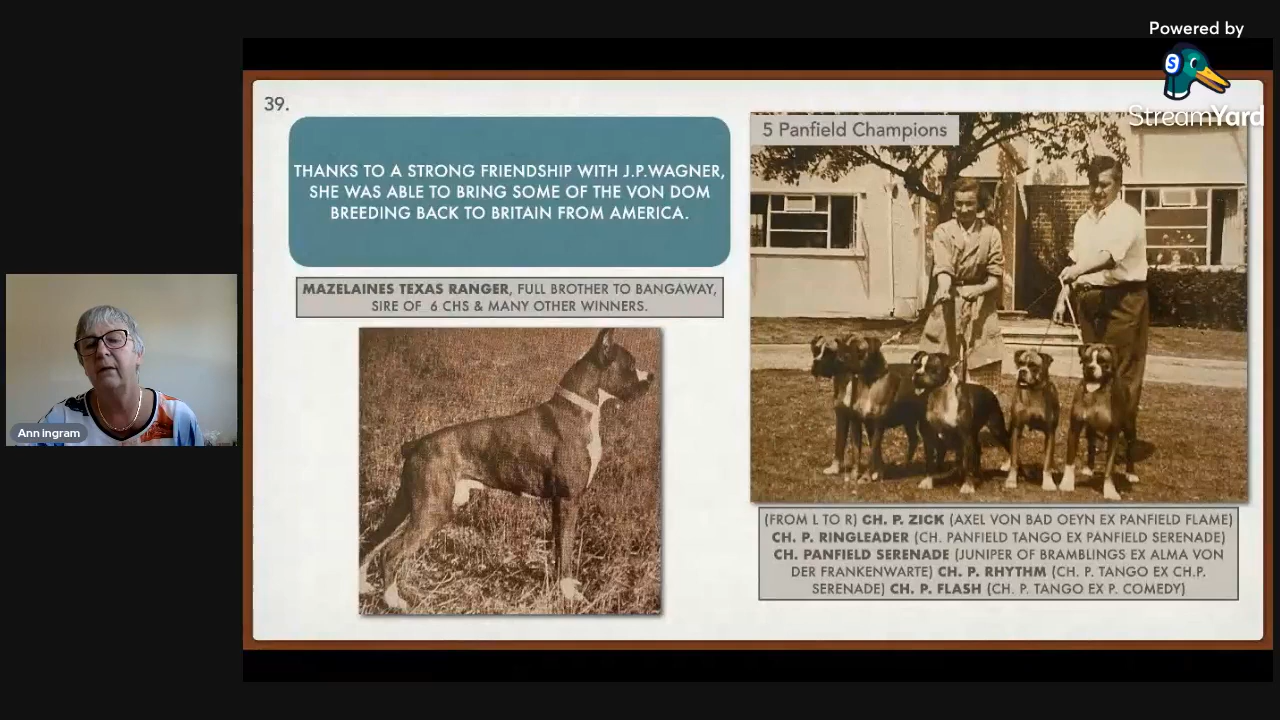 Powered by
S
StreamYard
39.
THANKS TO A STRONG FRIENDSHIP WITH J.P.WAGNER,
SHE WAS ABLE TO BRING SOME OF THE VON DOM
BREEDING BACK TO BRITAIN FROM AMERICA.
MAZELAINES TEXAS RANGER, FULL BROTHER TO BANGAWAY,
SIRE OF 6 CHS & MANY OTHER WINNERS.
5 Panfield Champions
(FROM L TO R) CH. P. ZICK (AXEL VON BAD OEYN EX PANFIELD FLAME)
CH. P. RINGLEADER (CH. PANFIELD TANGO EX PANFIELD SERENADE)
CH. PANFIELD SERENADE (JUNIPER OF BRAMBLINGS EX ALMA VON
DER FRANKENWARTE) CH. P. RHYTHM (CH. P. TANGO EX CH.P.
SERENADE) CH. P. FLASH (CH. P. TANGO EX P. COMEDY)
Ann Ingram